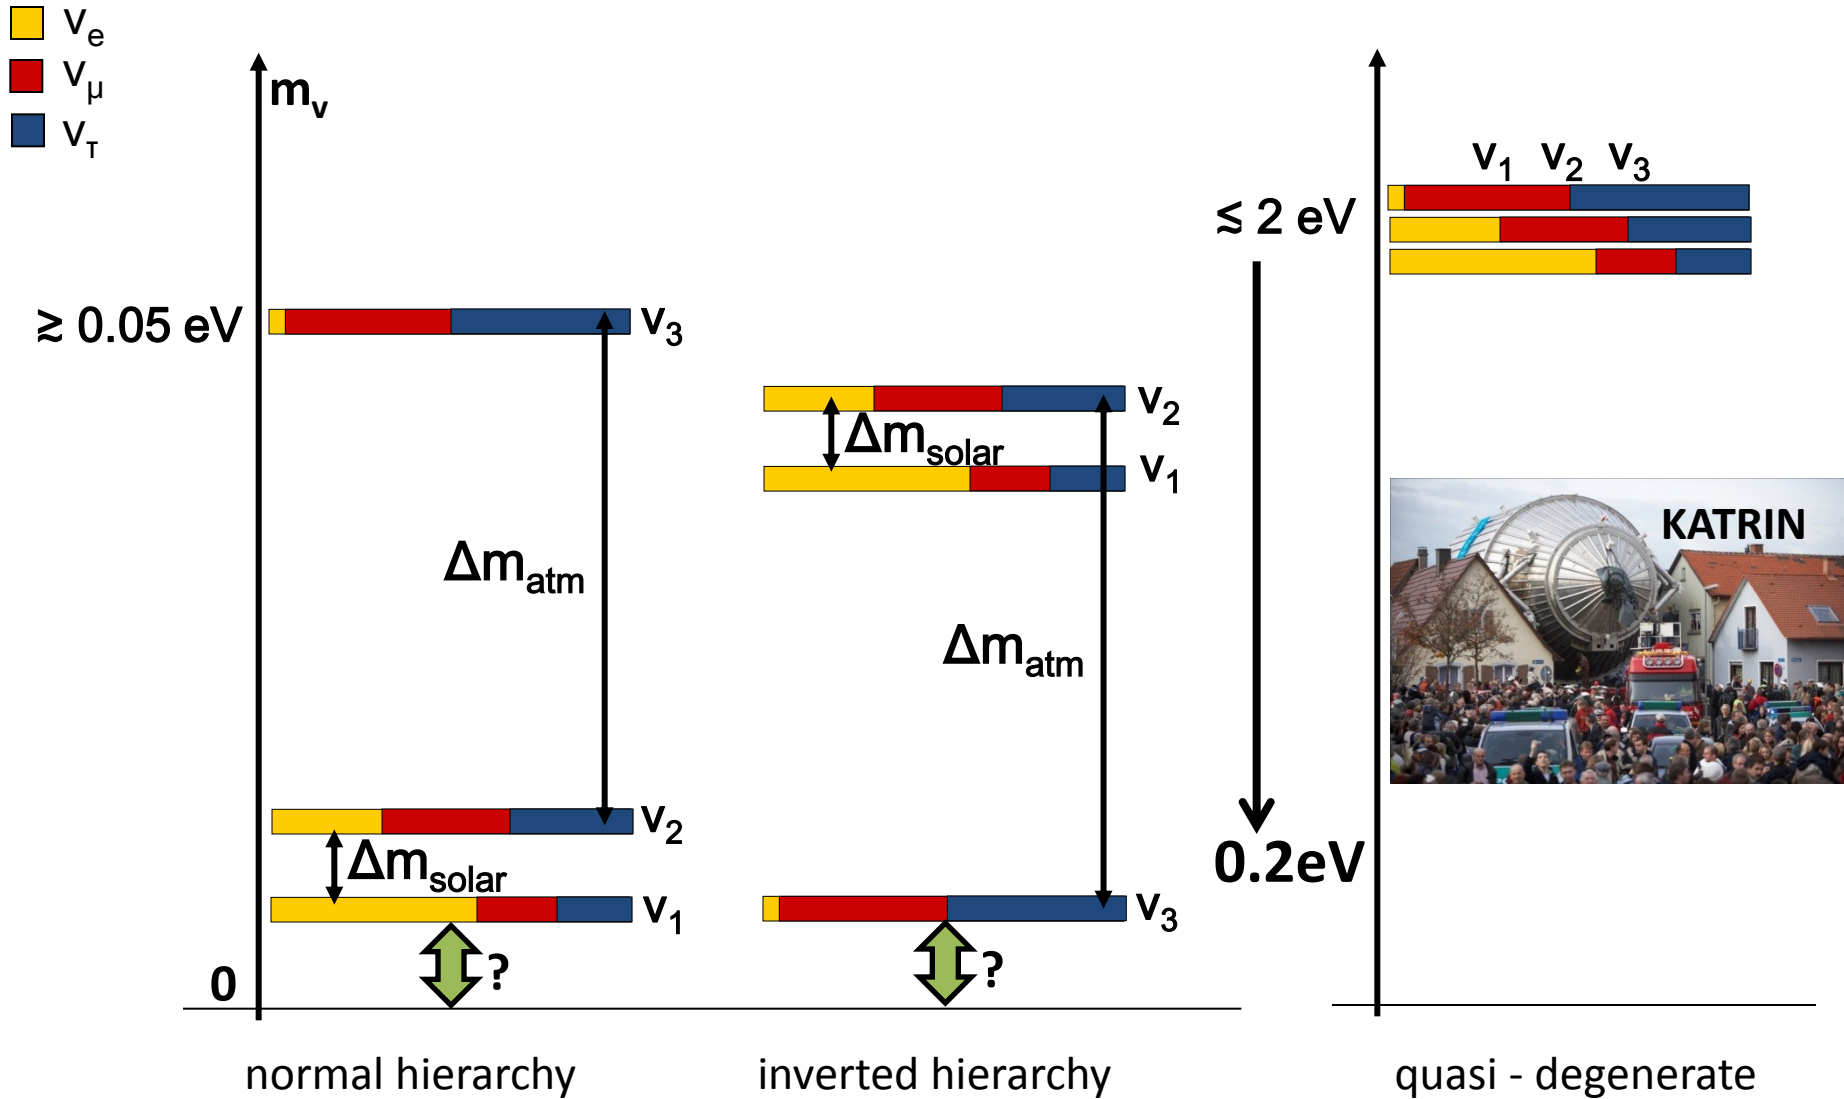 νe
νμ
ντ
mν
≳ 0.05 eV
ν3
Δmatm
ν2
Δmsolar
ν1
0
?
normal hierarchy
ν2
Δmsolar
ν1
Δmatm
ν3
?
inverted hierarchy
≲ 2 eV
0.2eV
ν1 ν2 ν3
KATRIN
quasi - degenerate